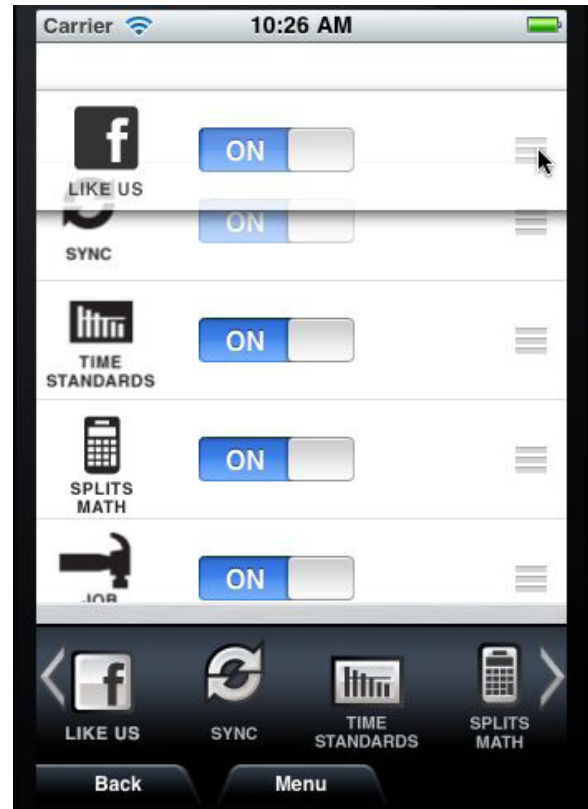 Carrier 10:26 AM
LIKE US
ON
SYNC
ON
TIME
STANDARDS
ON
SPLITS
MATH
ON
JOB
ON
LIKE US
SYNC
TIME
STANDARDS
SPLITS
MATH
Back Menu